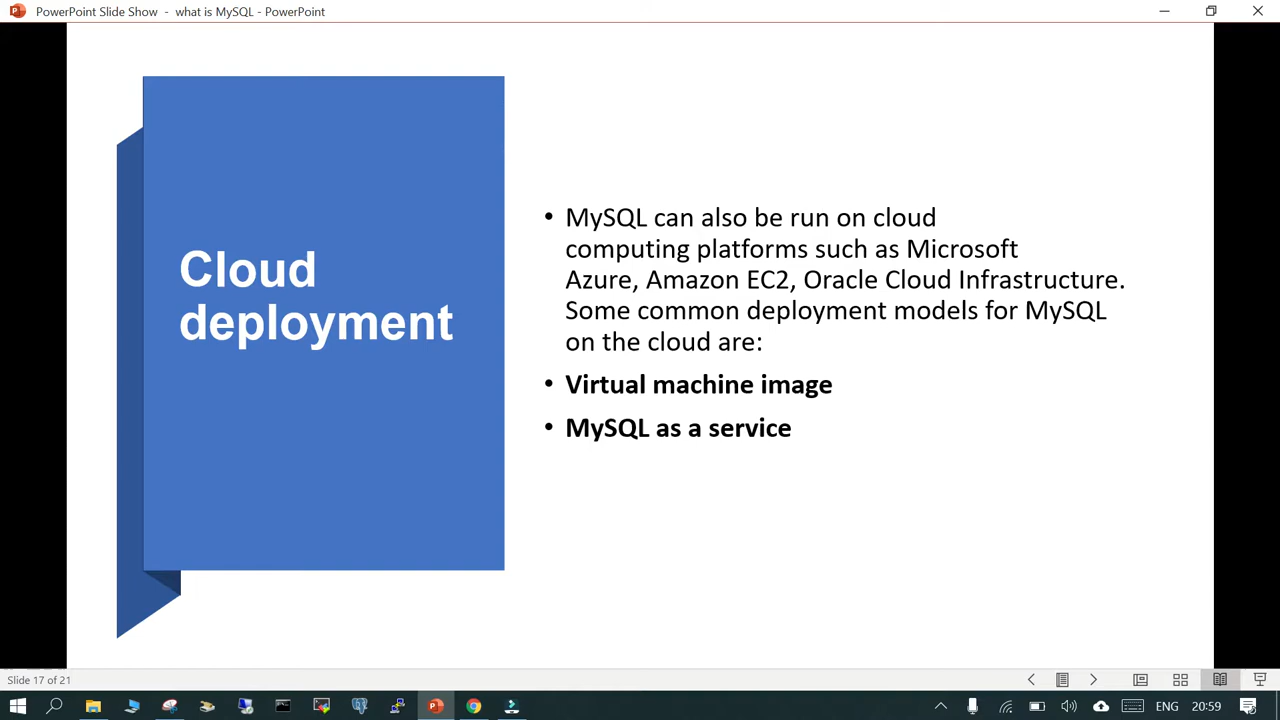 PowerPoint Slide Show - what is MySQL - PowerPoint
Cloud
deployment
• MySQL can also be run on cloud
computing platforms such as Microsoft
Azure, Amazon EC2, Oracle Cloud Infrastructure.
Some common deployment models for MySQL
on the cloud are:
• Virtual machine image
• MySQL as a service
Slide 17 of 21
ENG 20:59